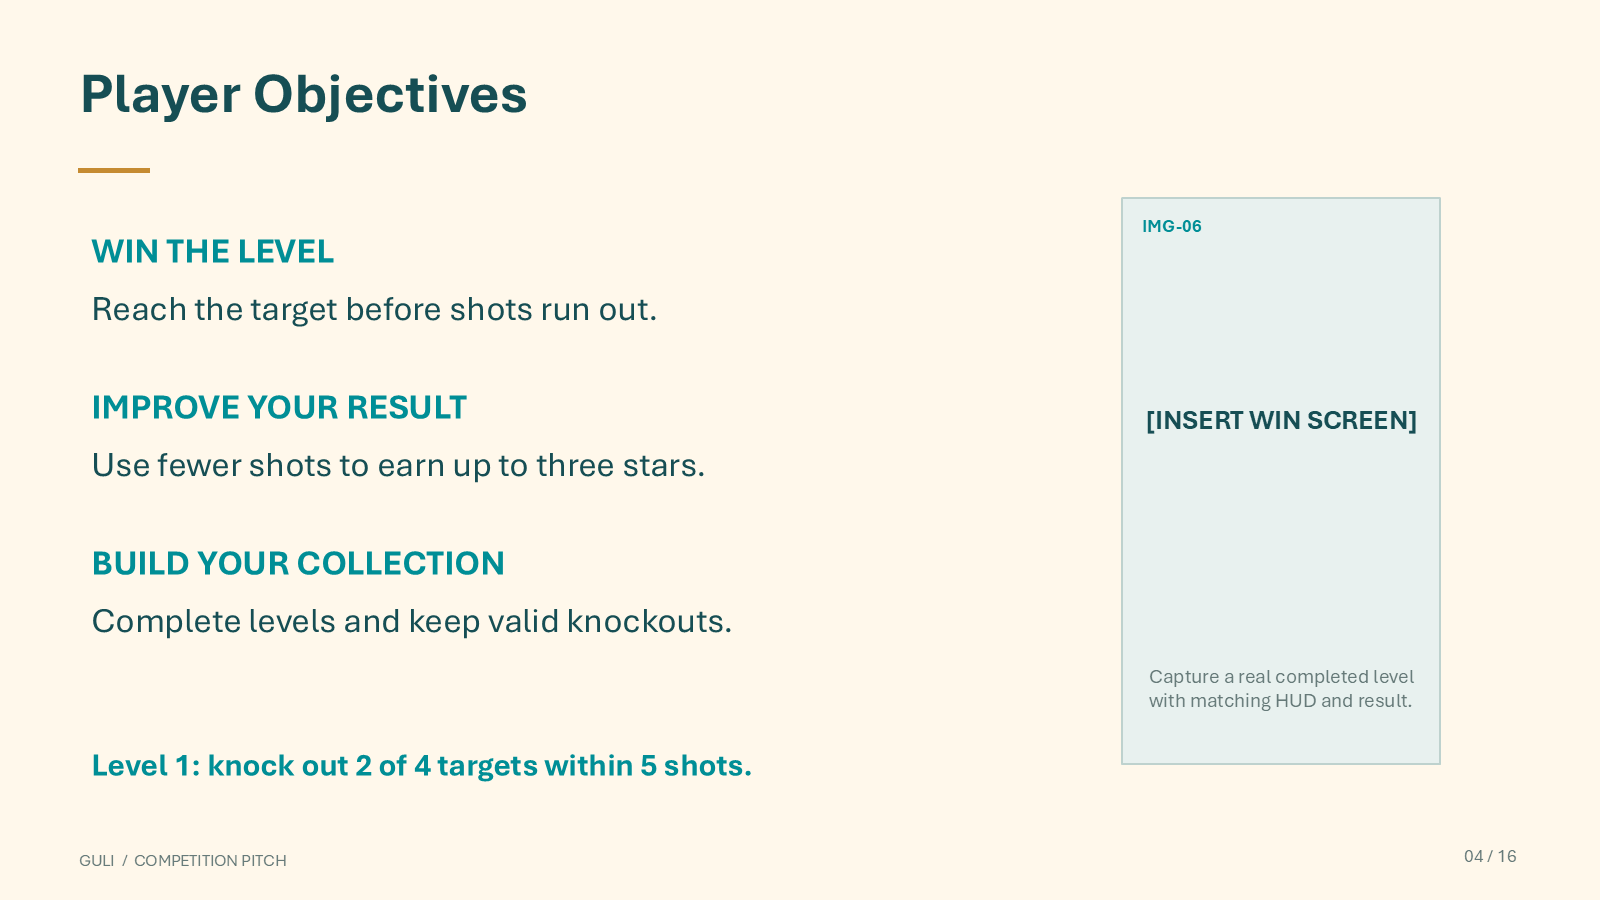 Player Objectives
WIN THE LEVEL
Reach the target before shots run out.
IMPROVE YOUR RESULT
Use fewer shots to earn up to three stars.
BUILD YOUR COLLECTION
Complete levels and keep valid knockouts.
Level 1: knock out 2 of 4 targets within 5 shots.
IMG-06
[INSERT WIN SCREEN]
Capture a real completed level
with matching HUD and result.
GULI / COMPETITION PITCH
04 / 16